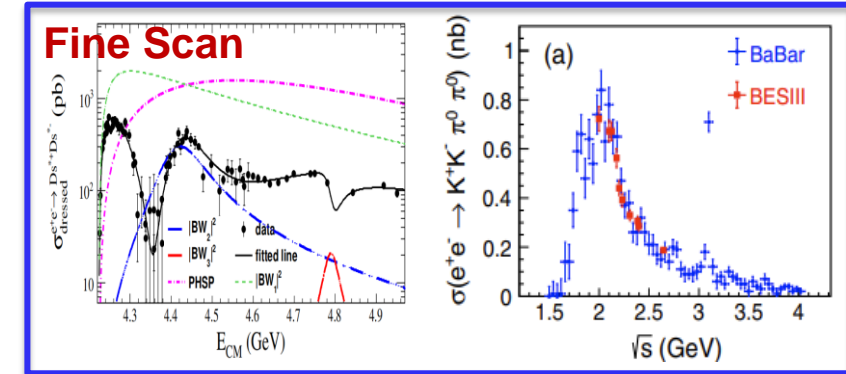 Fine Scan
σ^{e⁺e⁻→Ds*⁺Ds*⁻}_{dressed} (pb)
10³
10²
10
|BW₂|²
|BW₃|²
PHSP
data
fitted line
|BW₁|²
4.3 4.4 4.5 4.6 4.7 4.8 4.9
E_{CM} (GeV)
(a)
BaBar
BESIII
σ(e⁺e⁻ → K⁺K⁻ π⁰ π⁰) (nb)
1
0.8
0.6
0.4
0.2
0
1.5 2 2.5 3 3.5 4
√s (GeV)